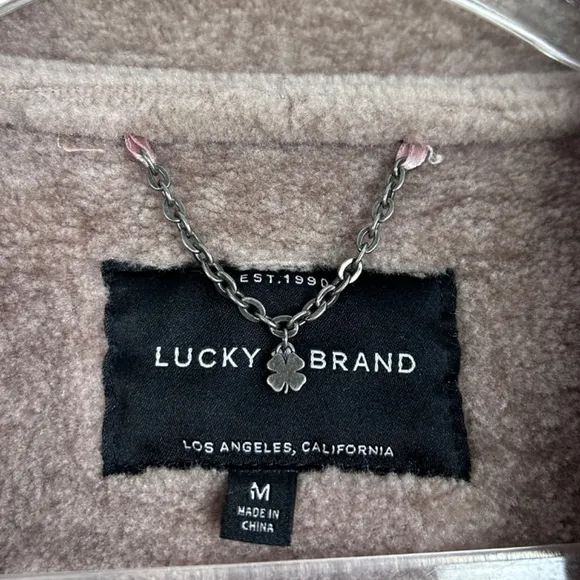 EST. 1990
LUCKY BRAND
LOS ANGELES, CALIFORNIA
M
MADE IN
CHINA